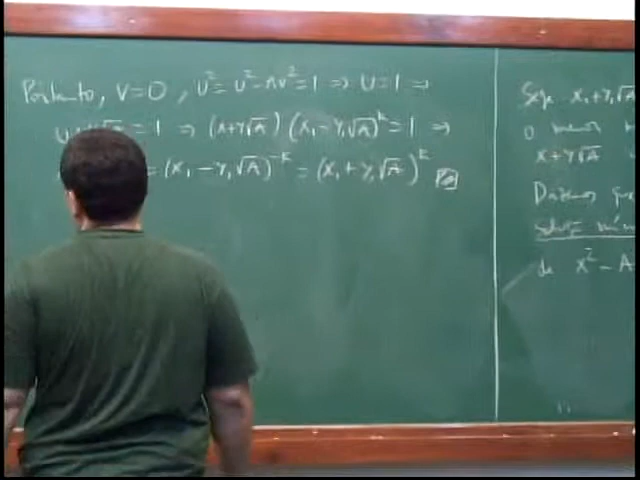 Portanto, v=0, u²=u²-Av²=1 ⇒ u=1 ⇒
=1 ⇒ (x+y√A)(x₁-y₁√A)ᵏ=1 ⇒
=(x₁-y₁√A)⁻ᵏ=(x₁+y₁√A)ᵏ
Seja x₁+y₁√A
o menor
x+y√A
Dizemos que
solução
de x²-A